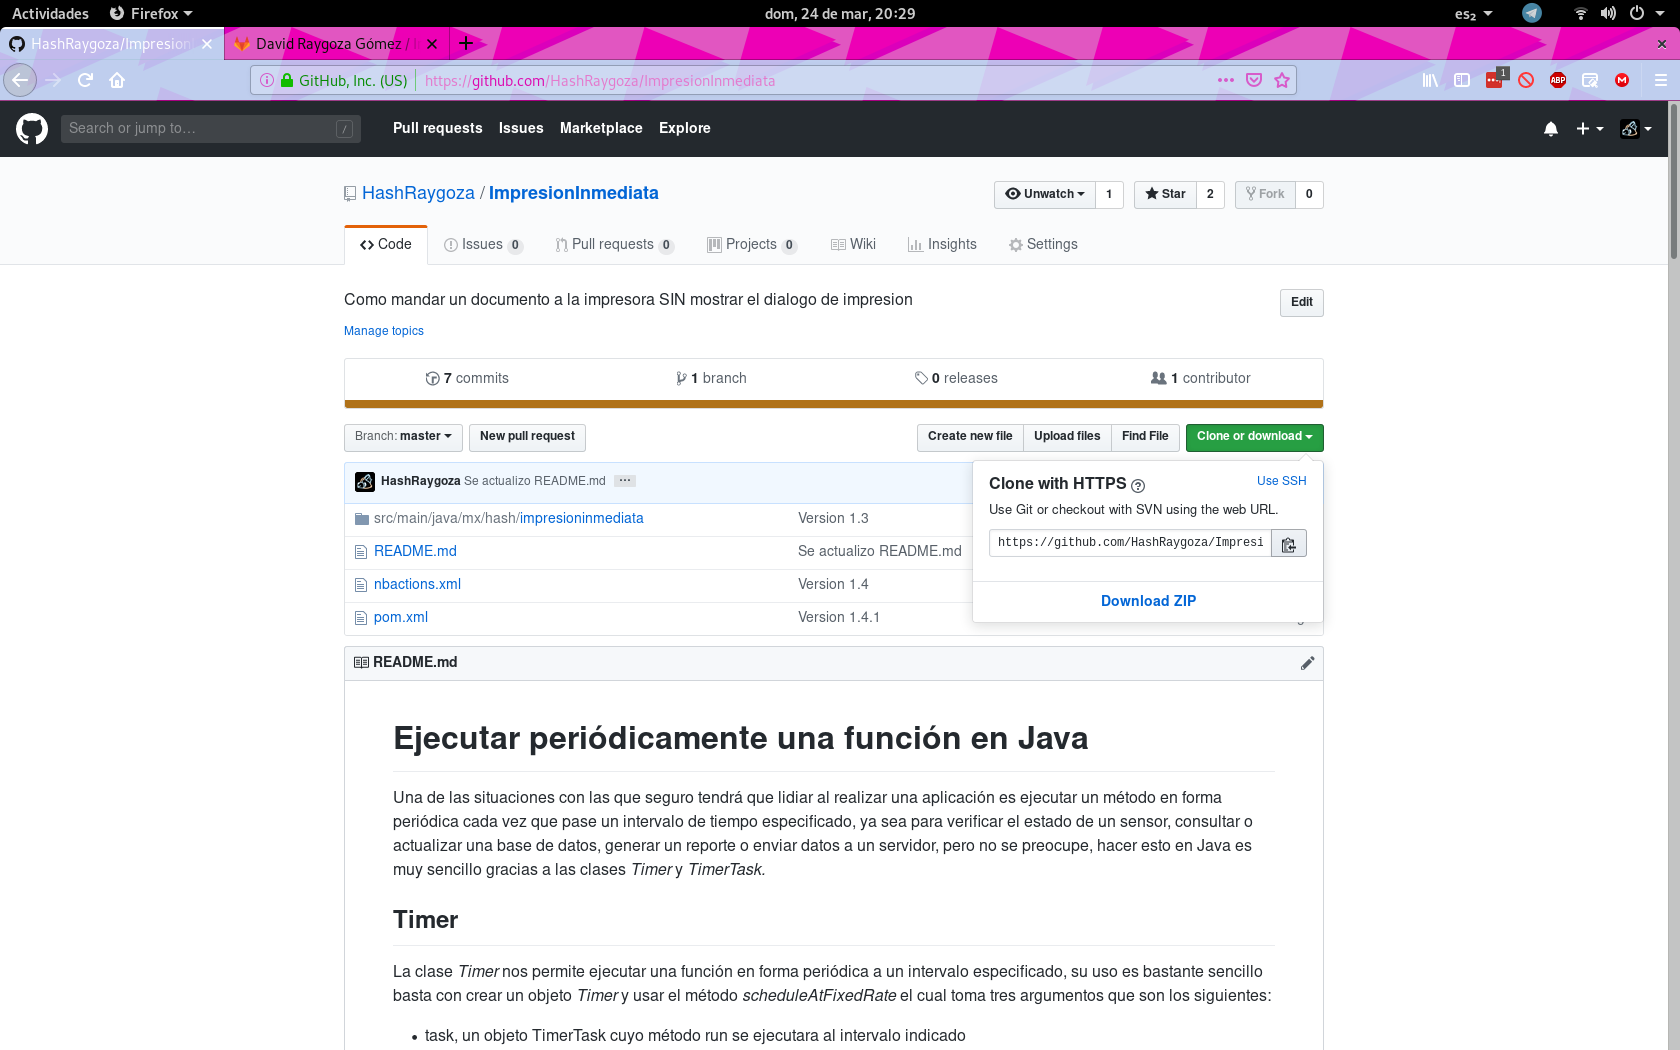 Actividades Firefox dom, 24 de mar, 20:29 es₂
HashRaygoza/Impresion David Raygoza Gómez /
GitHub, Inc. (US) https://github.com/HashRaygoza/ImpresionInmediata 1 ABP M
Search or jump to… / Pull requests Issues Marketplace Explore
HashRaygoza / ImpresionInmediata Unwatch 1 Star 2 Fork 0
Code Issues 0 Pull requests 0 Projects 0 Wiki Insights Settings
Como mandar un documento a la impresora SIN mostrar el dialogo de impresion Edit
Manage topics
7 commits 1 branch 0 releases 1 contributor
Branch: master New pull request Create new file Upload files Find File Clone or download
HashRaygoza Se actualizo README.md …
src/main/java/mx/hash/impresioninmediata Version 1.3
README.md Se actualizo README.md
nbactions.xml Version 1.4
pom.xml Version 1.4.1
Clone with HTTPS ? Use SSH
Use Git or checkout with SVN using the web URL.
https://github.com/HashRaygoza/Impresi
Download ZIP
README.md
Ejecutar periódicamente una función en Java
Una de las situaciones con las que seguro tendrá que lidiar al realizar una aplicación es ejecutar un método en forma
periódica cada vez que pase un intervalo de tiempo especificado, ya sea para verificar el estado de un sensor, consultar o
actualizar una base de datos, generar un reporte o enviar datos a un servidor, pero no se preocupe, hacer esto en Java es
muy sencillo gracias a las clases Timer y TimerTask.
Timer
La clase Timer nos permite ejecutar una función en forma periódica a un intervalo especificado, su uso es bastante sencillo
basta con crear un objeto Timer y usar el método scheduleAtFixedRate el cual toma tres argumentos que son los siguientes:
• task, un objeto TimerTask cuyo método run se ejecutara al intervalo indicado